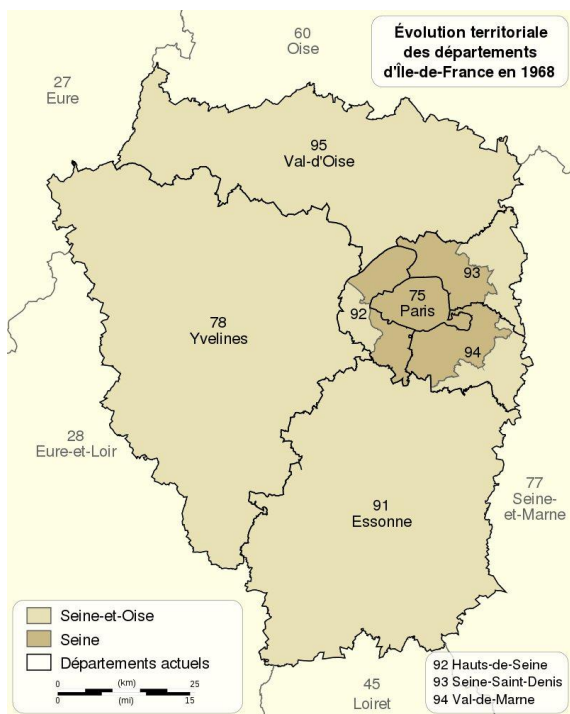 Évolution territoriale
des départements
d'Île-de-France en 1968
60
Oise
27
Eure
95
Val-d'Oise
93
75
Paris
92
78
Yvelines
94
28
Eure-et-Loir
77
Seine-
et-Marne
91
Essonne
Seine-et-Oise
Seine
Départements actuels
0 (km) 25
0 (mi) 15
45
Loiret
92 Hauts-de-Seine
93 Seine-Saint-Denis
94 Val-de-Marne